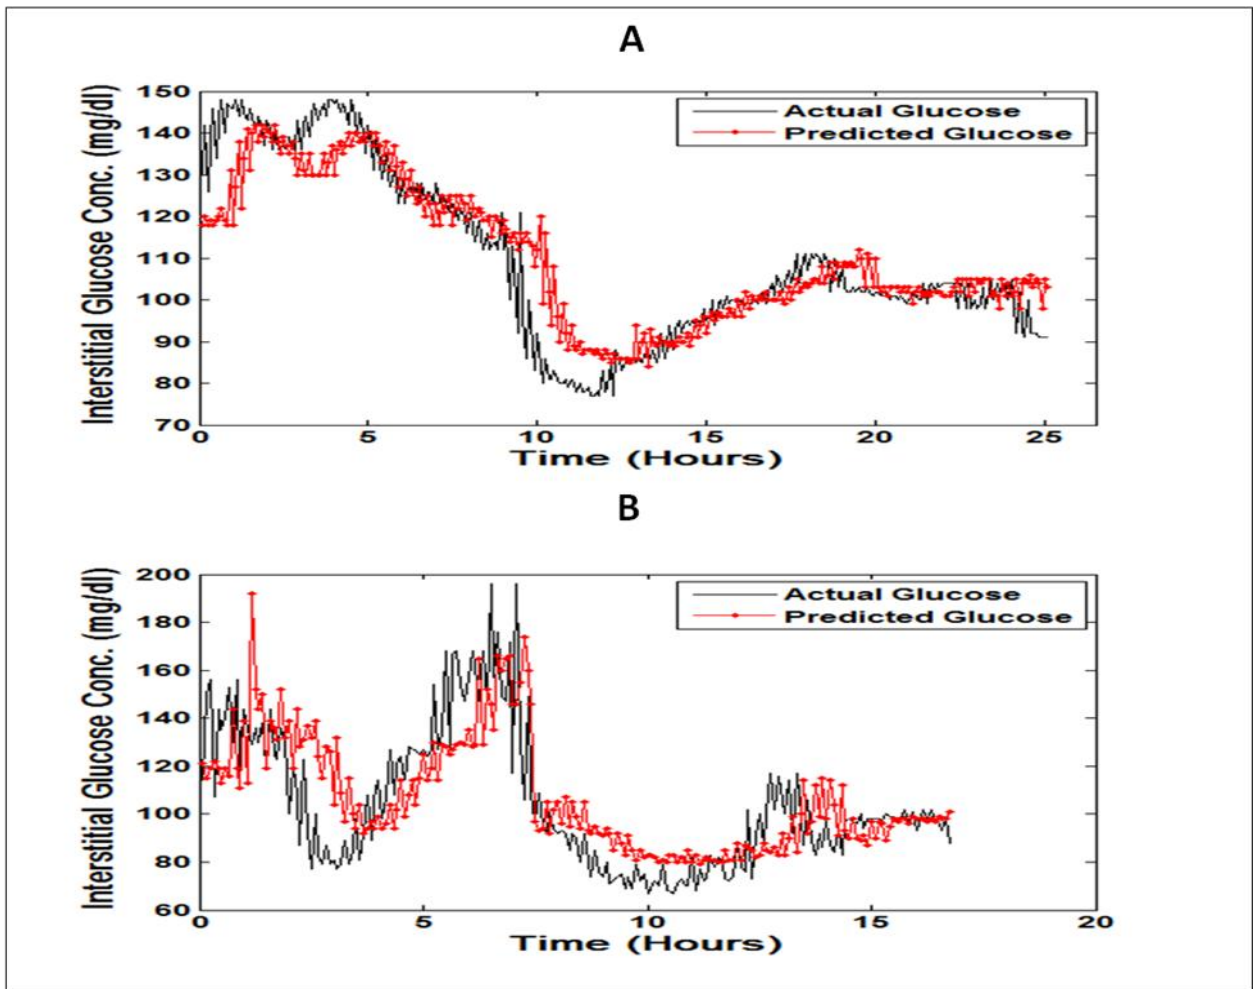 A
Interstitial Glucose Conc. (mg/dl)
150
140
130
120
110
100
90
80
70
Actual Glucose
Predicted Glucose
0 5 10 15 20 25
Time (Hours)
B
Interstitial Glucose Conc. (mg/dl)
200
180
160
140
120
100
80
60
Actual Glucose
Predicted Glucose
0 5 10 15 20
Time (Hours)